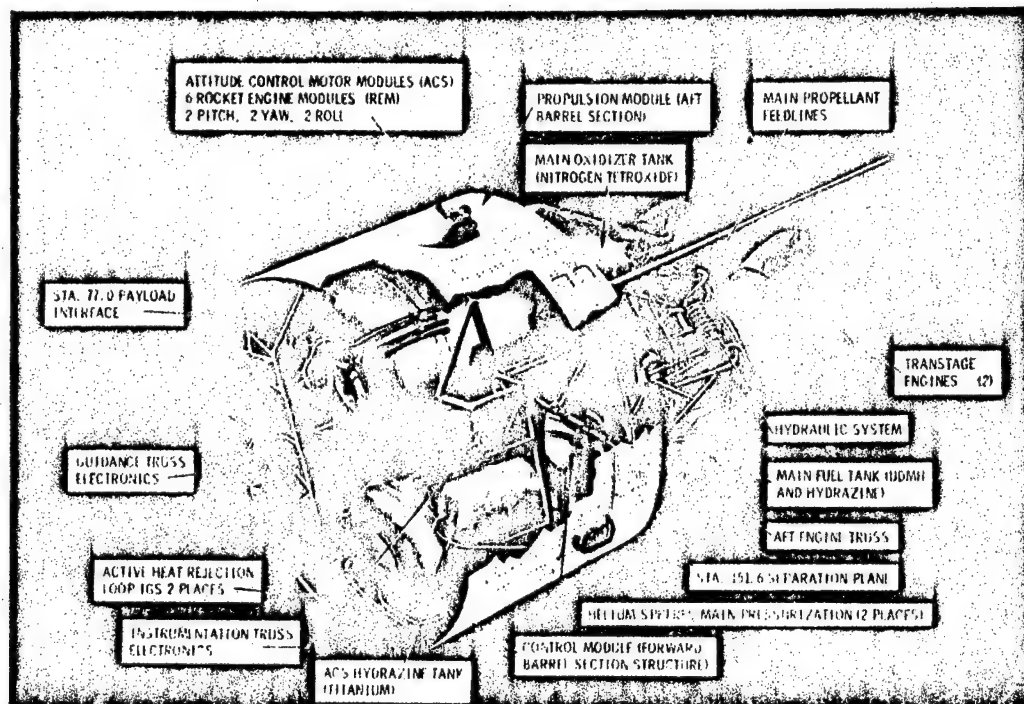 ATTITUDE CONTROL MOTOR MODULES (ACS)
6 ROCKET ENGINE MODULES (REM)
2 PITCH, 2 YAW, 2 ROLL
PROPULSION MODULE (AFT
BARREL SECTION)
MAIN PROPELLANT
FEEDLINES
MAIN OXIDIZER TANK
(NITROGEN TETROXIDE)
STA. 77.0 PAYLOAD
INTERFACE
TRANSTAGE
ENGINES (2)
HYDRAULIC SYSTEM
GUIDANCE TRUSS
ELECTRONICS
MAIN FUEL TANK (UDMH
AND HYDRAZINE)
AFT ENGINE TRUSS
ACTIVE HEAT REJECTION
LOOP IGS 2 PLACES
STA. 151.6 SEPARATION PLANE
HELIUM SPHERES MAIN PRESSURIZATION (2 PLACES)
INSTRUMENTATION TRUSS
ELECTRONICS
CONTROL MODULE (FORWARD
BARREL SECTION STRUCTURE)
ACS HYDRAZINE TANK
(TITANIUM)